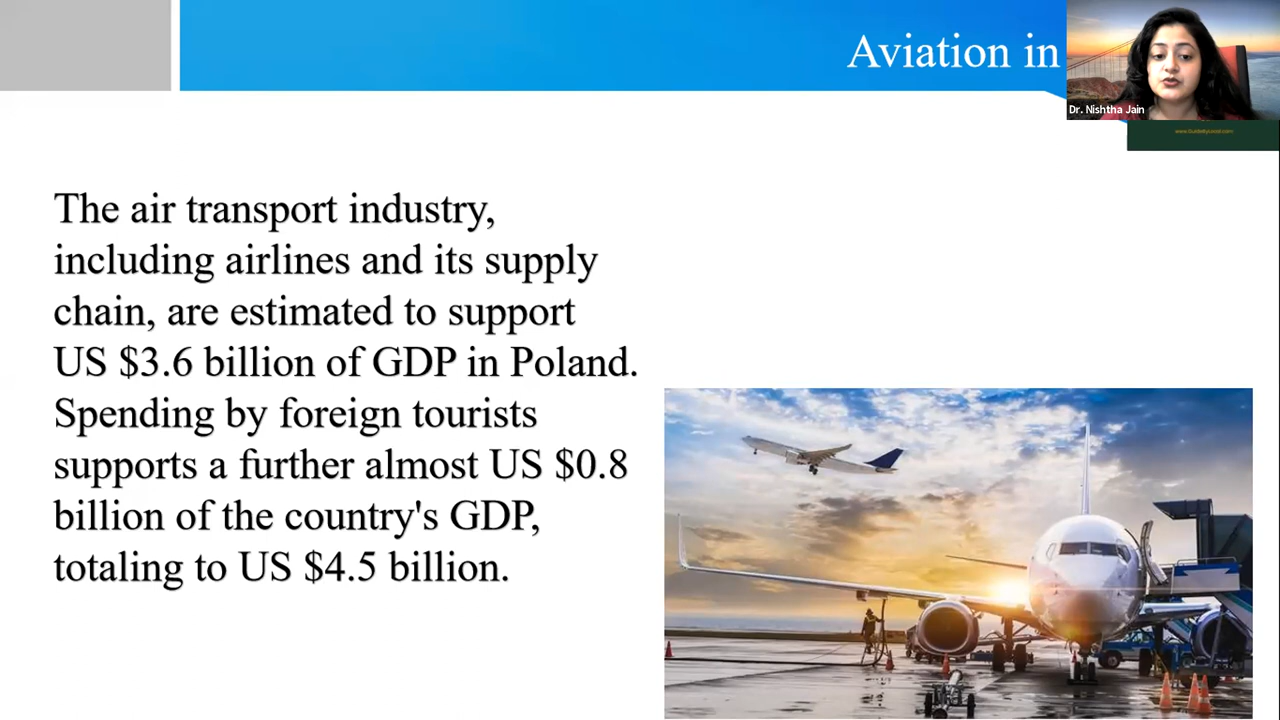 Aviation in
Dr. Nishtha Jain
The air transport industry,
including airlines and its supply
chain, are estimated to support
US $3.6 billion of GDP in Poland.
Spending by foreign tourists
supports a further almost US $0.8
billion of the country's GDP,
totaling to US $4.5 billion.